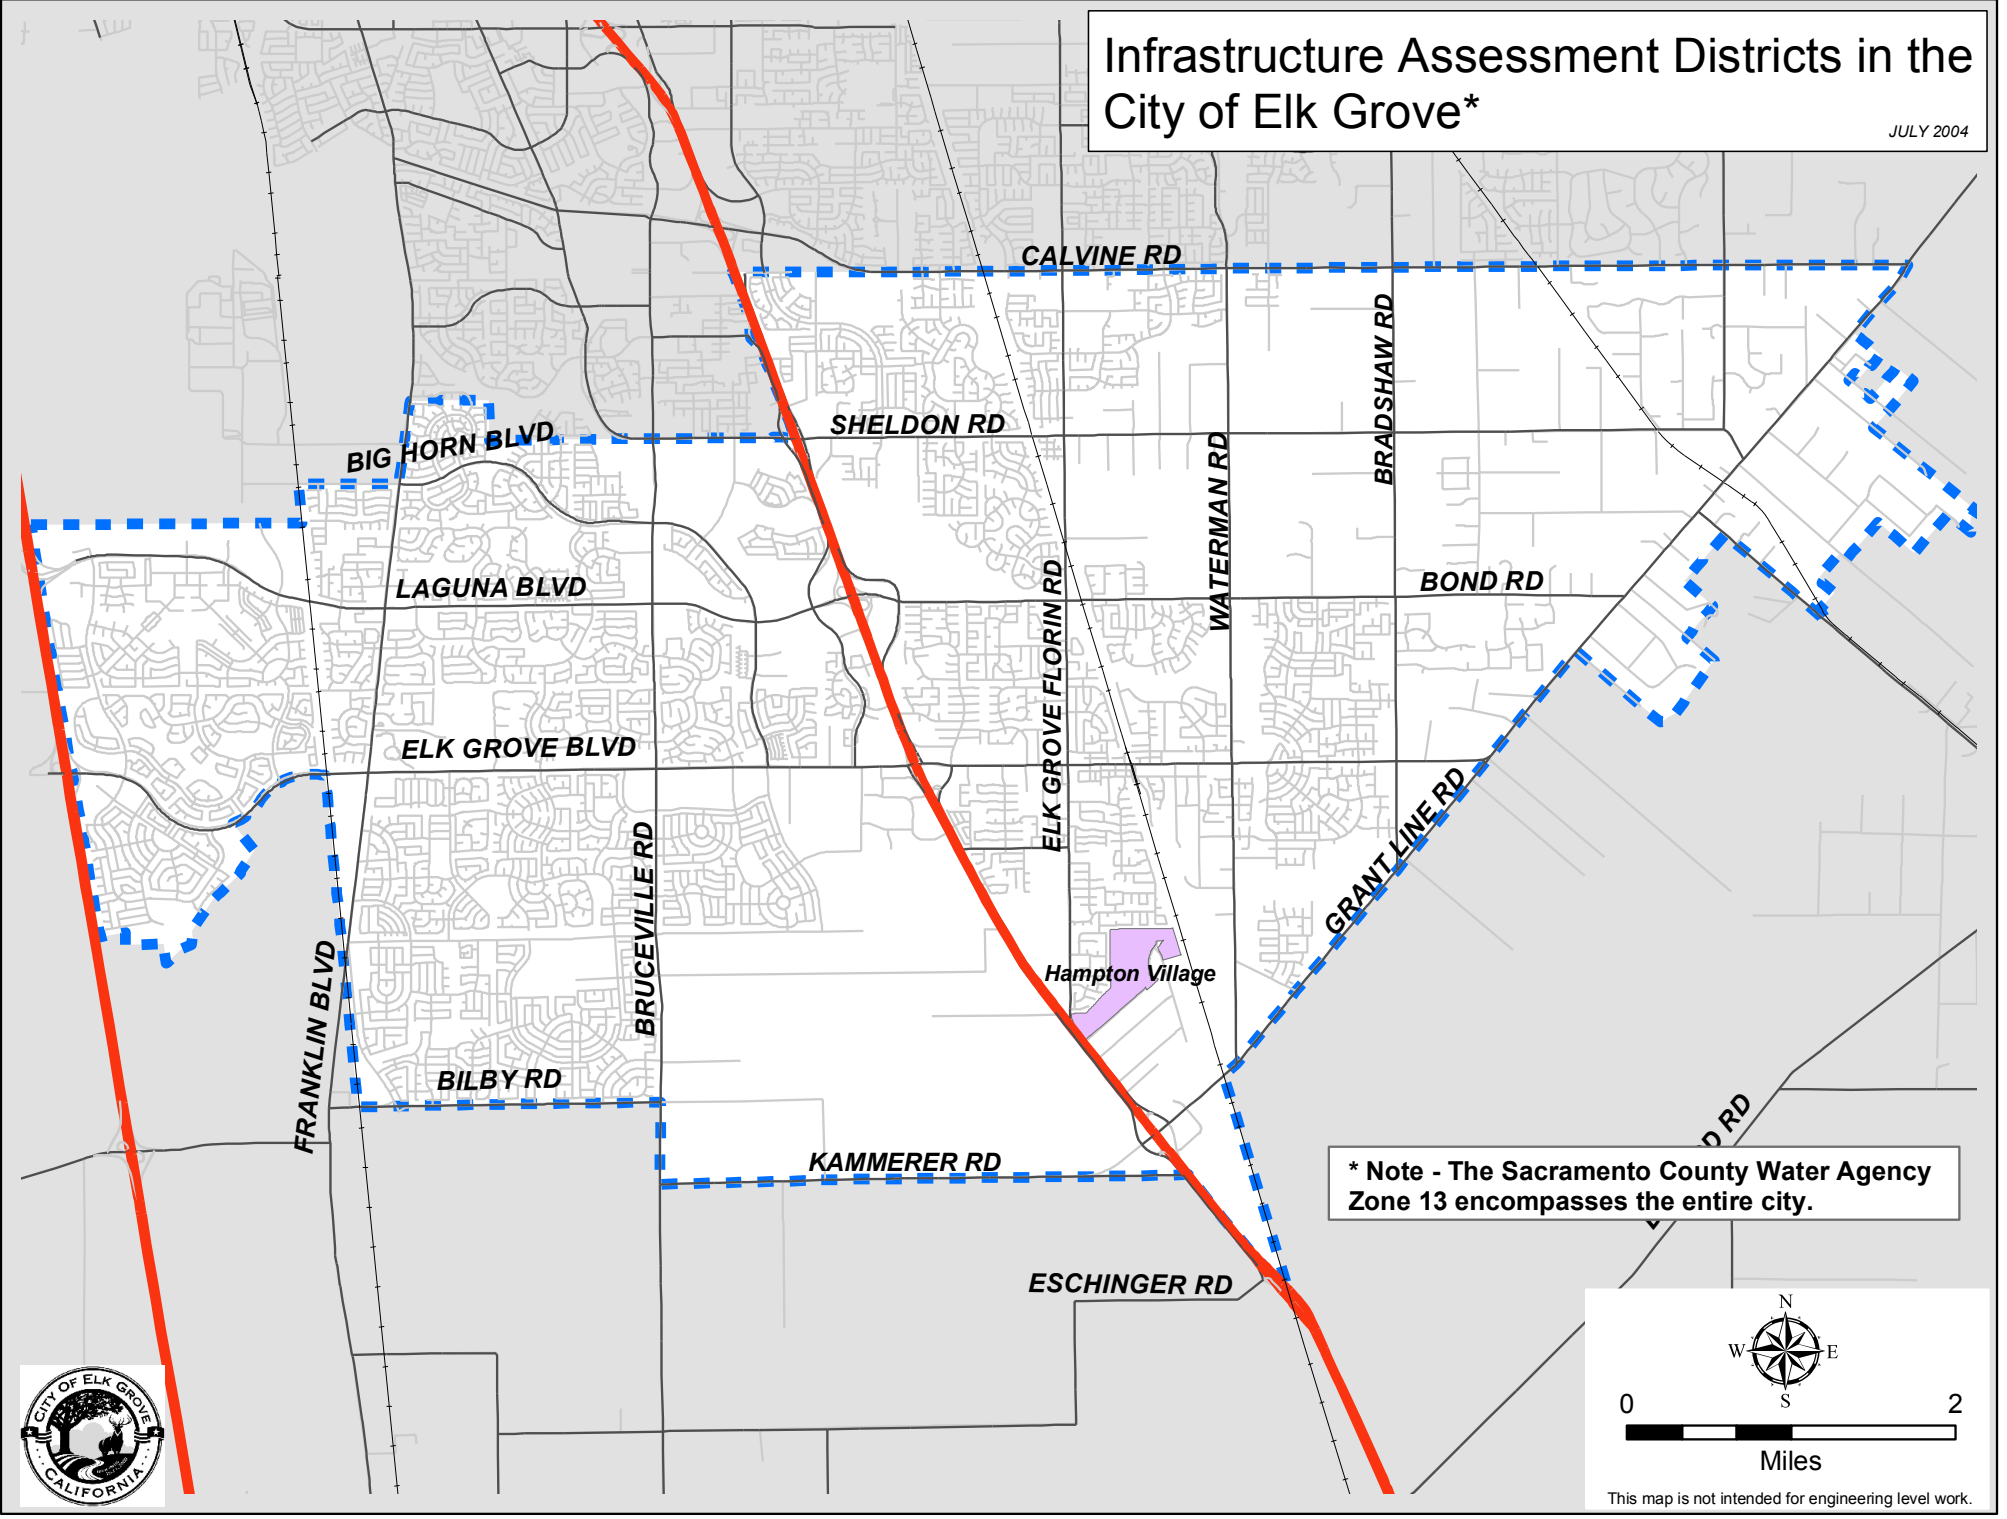 Infrastructure Assessment Districts in the
City of Elk Grove*
JULY 2004
CALVINE RD
BRADSHAW RD
SHELDON RD
BIG HORN BLVD
WATERMAN RD
LAGUNA BLVD
BOND RD
ELK GROVE FLORIN RD
ELK GROVE BLVD
GRANT LINE RD
BRUCEVILLE RD
FRANKLIN BLVD
Hampton Village
BILBY RD
D RD
KAMMERER RD
* Note - The Sacramento County Water Agency
Zone 13 encompasses the entire city.
ESCHINGER RD
N
W E
S
0 2
Miles
This map is not intended for engineering level work.
CITY OF ELK GROVE
CALIFORNIA